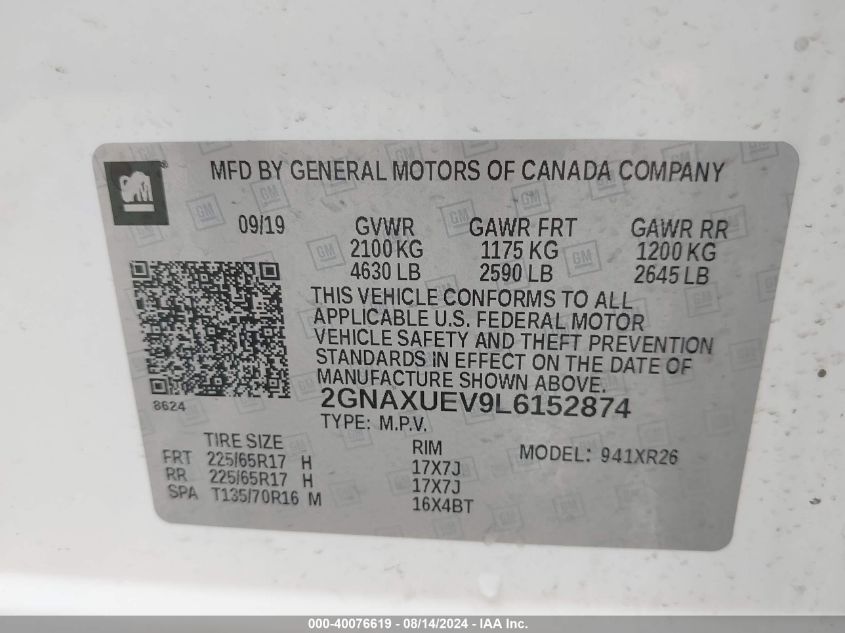 GM
MFD BY GENERAL MOTORS OF CANADA COMPANY
09/19 GVWR GAWR FRT GAWR RR
2100 KG 1175 KG 1200 KG
4630 LB 2590 LB 2645 LB
THIS VEHICLE CONFORMS TO ALL
APPLICABLE U.S. FEDERAL MOTOR
VEHICLE SAFETY AND THEFT PREVENTION
STANDARDS IN EFFECT ON THE DATE OF
MANUFACTURE SHOWN ABOVE.
8624
2GNAXUEV9L6152874
TYPE: M.P.V.
TIRE SIZE RIM MODEL: 941XR26
FRT 225/65R17 H 17X7J
RR 225/65R17 H 17X7J
SPA T135/70R16 M 16X4BT
000-40076619 - 08/14/2024 - IAA Inc.